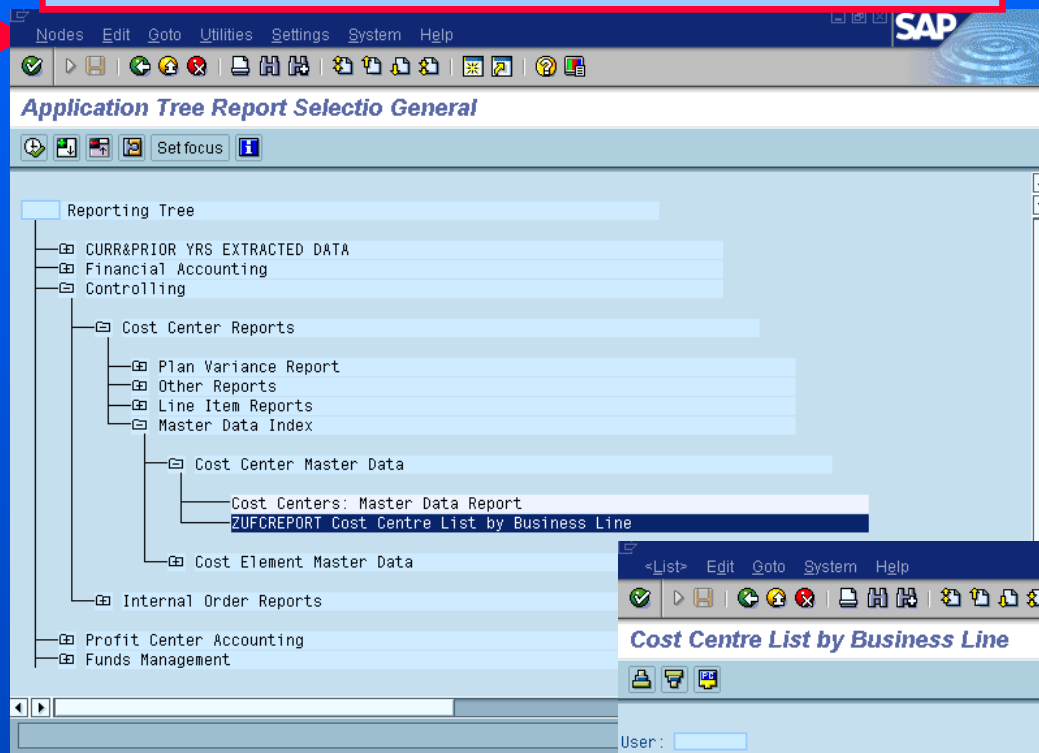 SAP
Nodes Edit Goto Utilities Settings System Help
Application Tree Report Selectio General
Set focus
Reporting Tree
CURR&PRIOR YRS EXTRACTED DATA
Financial Accounting
Controlling
Cost Center Reports
Plan Variance Report
Other Reports
Line Item Reports
Master Data Index
Cost Center Master Data
Cost Centers: Master Data Report
ZUFCREPORT Cost Centre List by Business Line
Cost Element Master Data
Internal Order Reports
Profit Center Accounting
Funds Management
<List> Edit Goto System Help
Cost Centre List by Business Line
User: